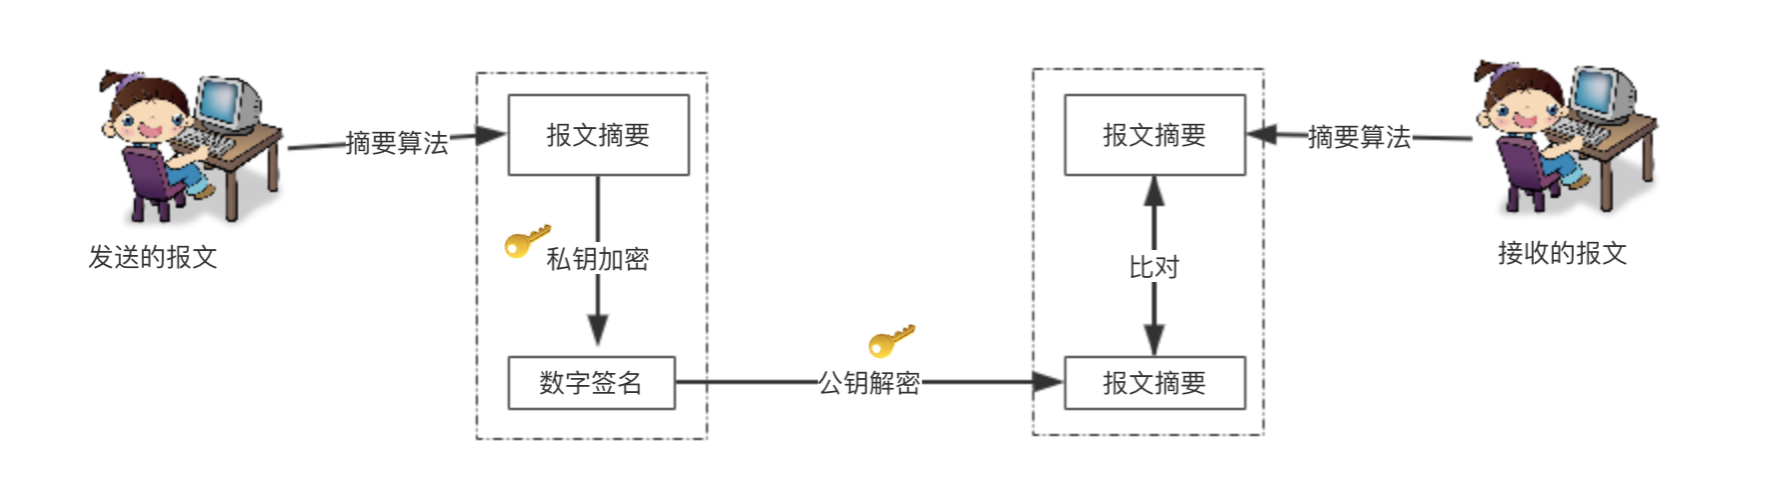 发送的报文
摘要算法
报文摘要
私钥加密
数字签名
公钥解密
报文摘要
比对
报文摘要
摘要算法
接收的报文